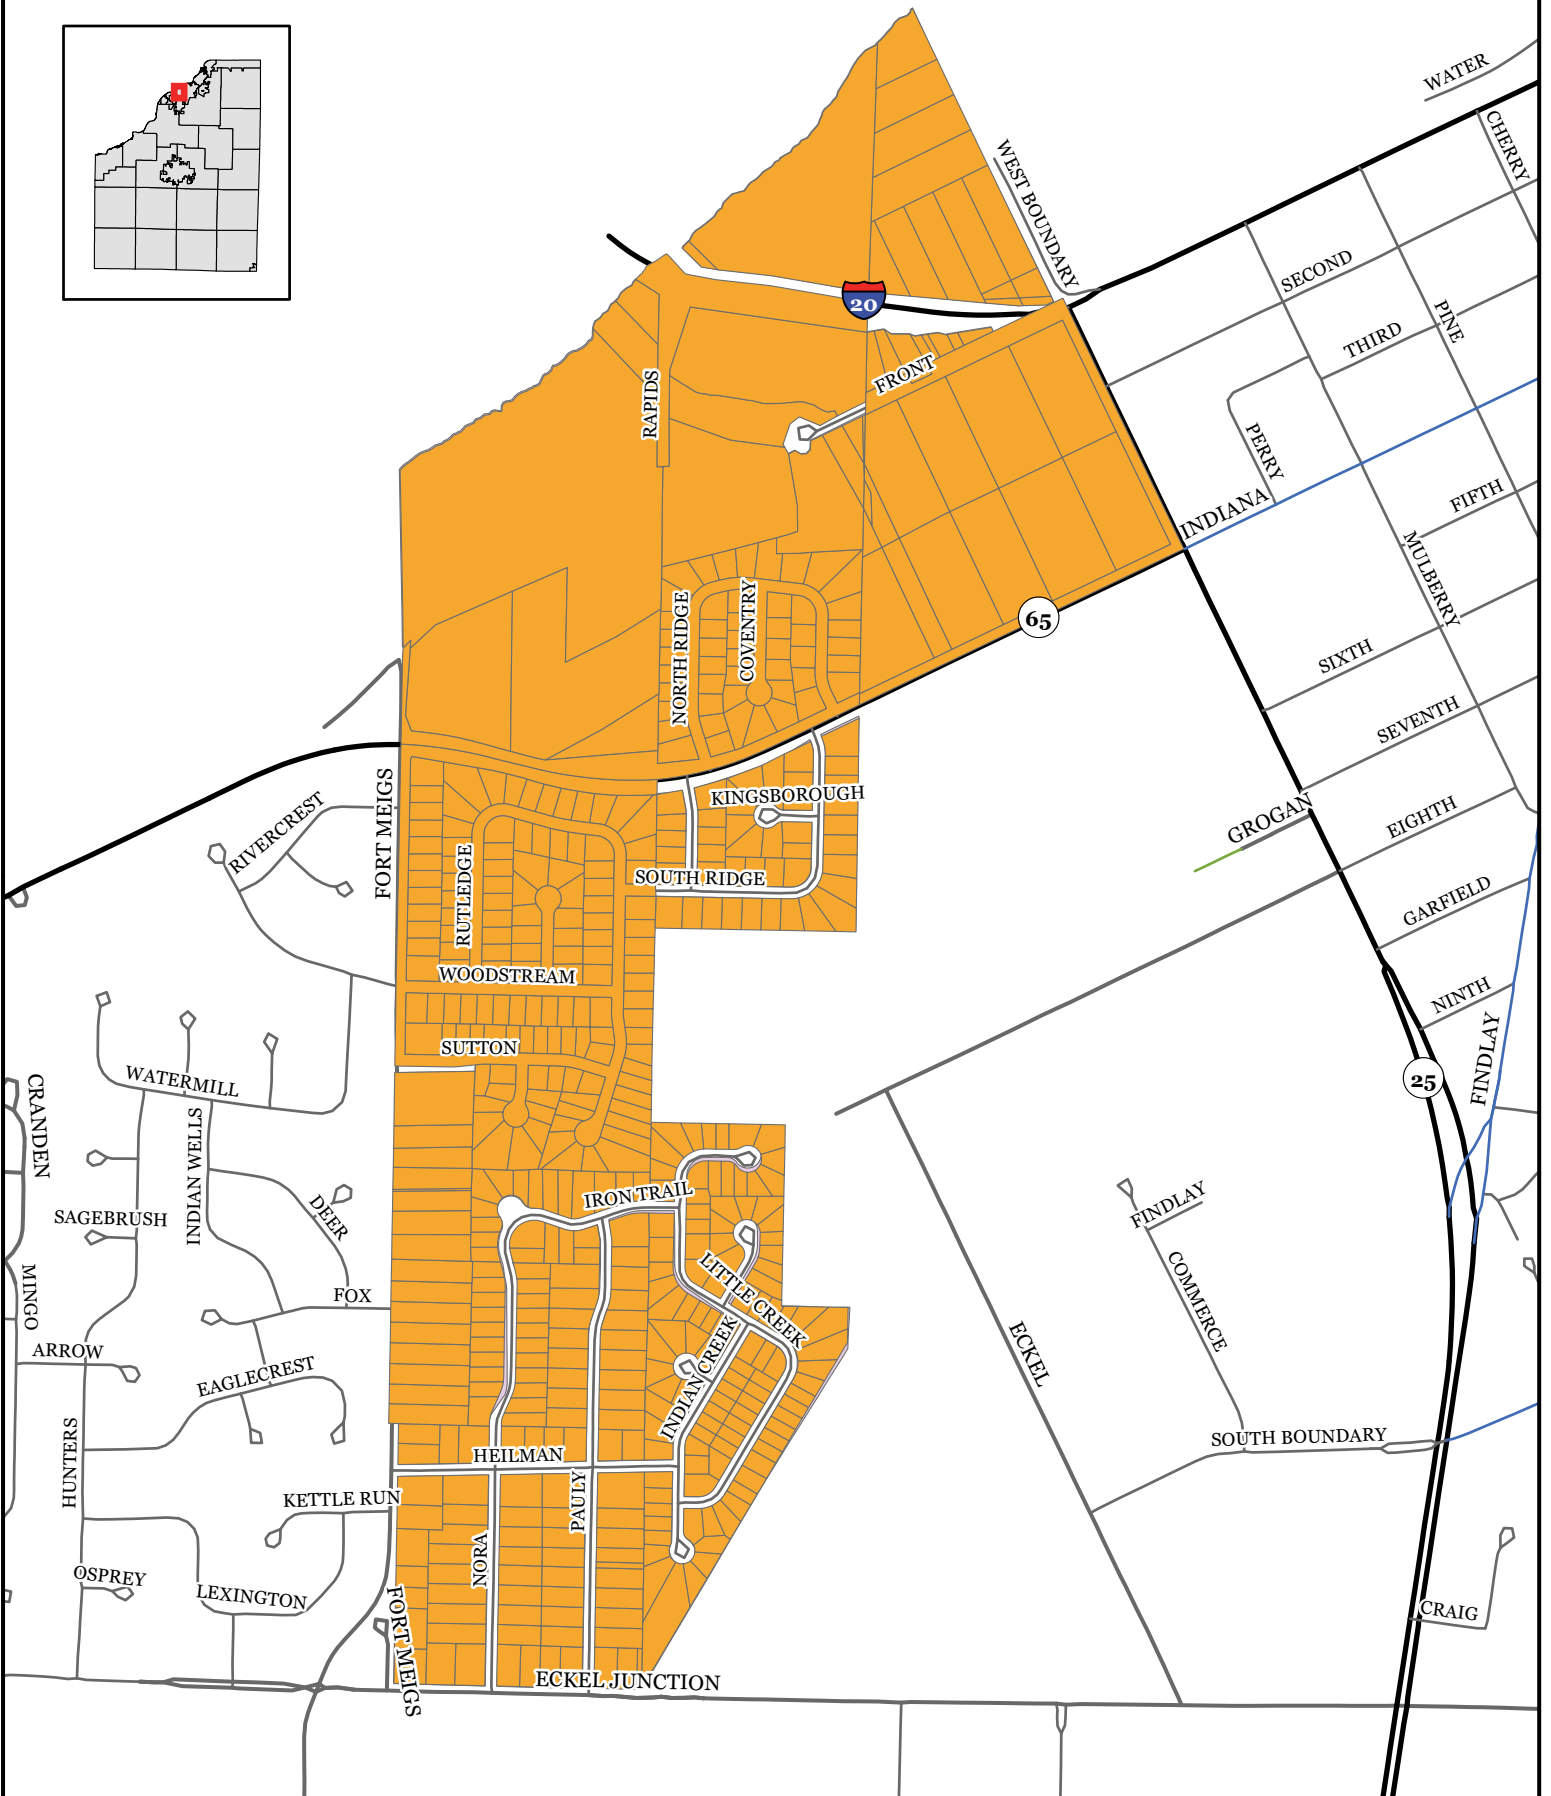 WATER
CHERRY
WEST BOUNDARY
SECOND
20
PINE
THIRD
FRONT
RAPIDS
PERRY
INDIANA
FIFTH
MULBERRY
NORTH RIDGE
COVENTRY
65
SIXTH
SEVENTH
FORT MEIGS
KINGSBOROUGH
RIVERCREST
GROGAN
EIGHTH
RUTLEDGE
SOUTH RIDGE
GARFIELD
WOODSTREAM
NINTH
FINDLAY
SUTTON
25
CRANDEN
WATERMILL
INDIAN WELLS
IRON TRAIL
DEER
SAGEBRUSH
FINDLAY
COMMERCE
MINGO
LITTLE CREEK
FOX
ARROW
INDIAN CREEK
ECKEL
EAGLECREST
HUNTERS
HEILMAN
SOUTH BOUNDARY
KETTLE RUN
PAULY
NORA
OSPREY
LEXINGTON
FORT MEIGS
CRAIG
ECKEL JUNCTION